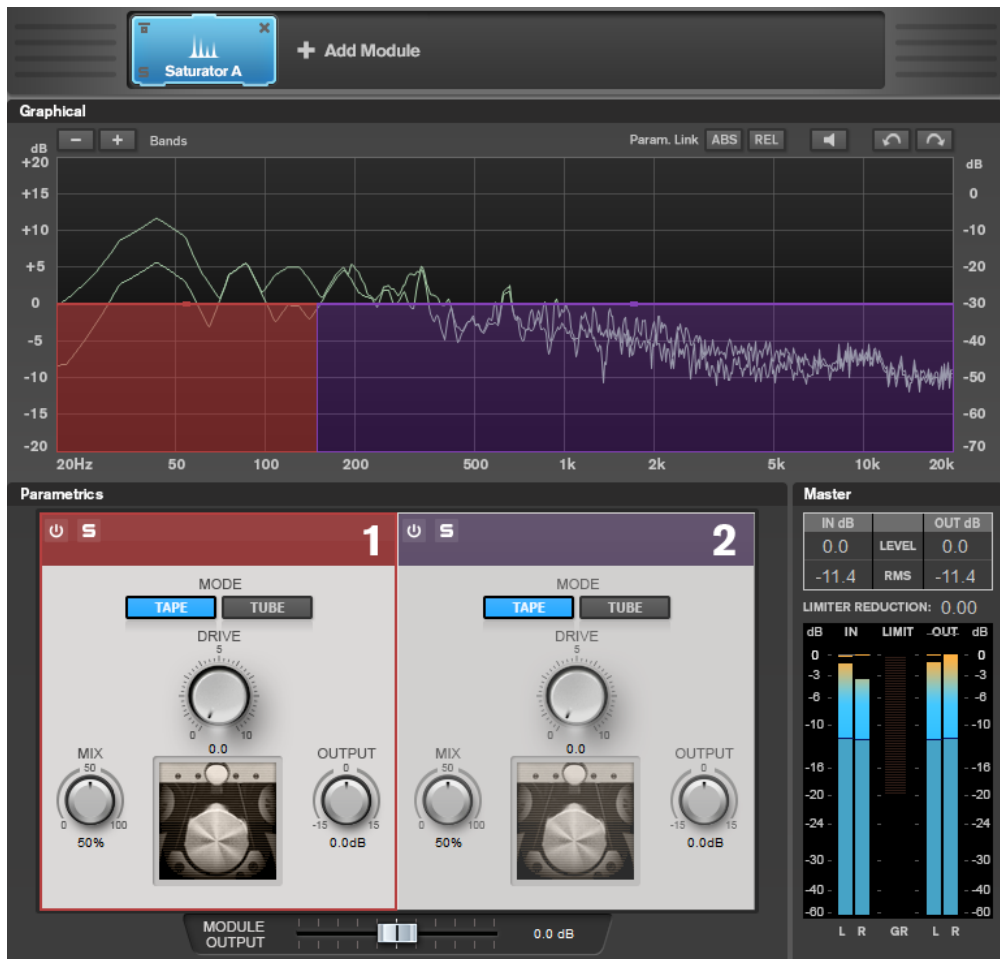 Saturator A
S
+ Add Module
Graphical
− + Bands
Param. Link ABS REL
dB
+20
+15
+10
+5
0
-5
-10
-15
-20
dB
0
-10
-20
-30
-40
-50
-60
-70
20Hz 50 100 200 500 1k 2k 5k 10k 20k
Parametrics
S 1
MODE
TAPE TUBE
DRIVE
5
0 10
0.0
MIX
50
0 100
50%
OUTPUT
0
-15 15
0.0dB
S 2
MODE
TAPE TUBE
DRIVE
5
0 10
0.0
MIX
50
0 100
50%
OUTPUT
0
-15 15
0.0dB
MODULE
OUTPUT
0.0 dB
Master
IN dB OUT dB
0.0 LEVEL 0.0
-11.4 RMS -11.4
LIMITER REDUCTION: 0.00
dB IN LIMIT OUT dB
0 0
-3 -3
-6 -6
-10 -10
-16 -16
-20 -20
-24 -24
-30 -30
-40 -40
-60 -60
L R GR L R